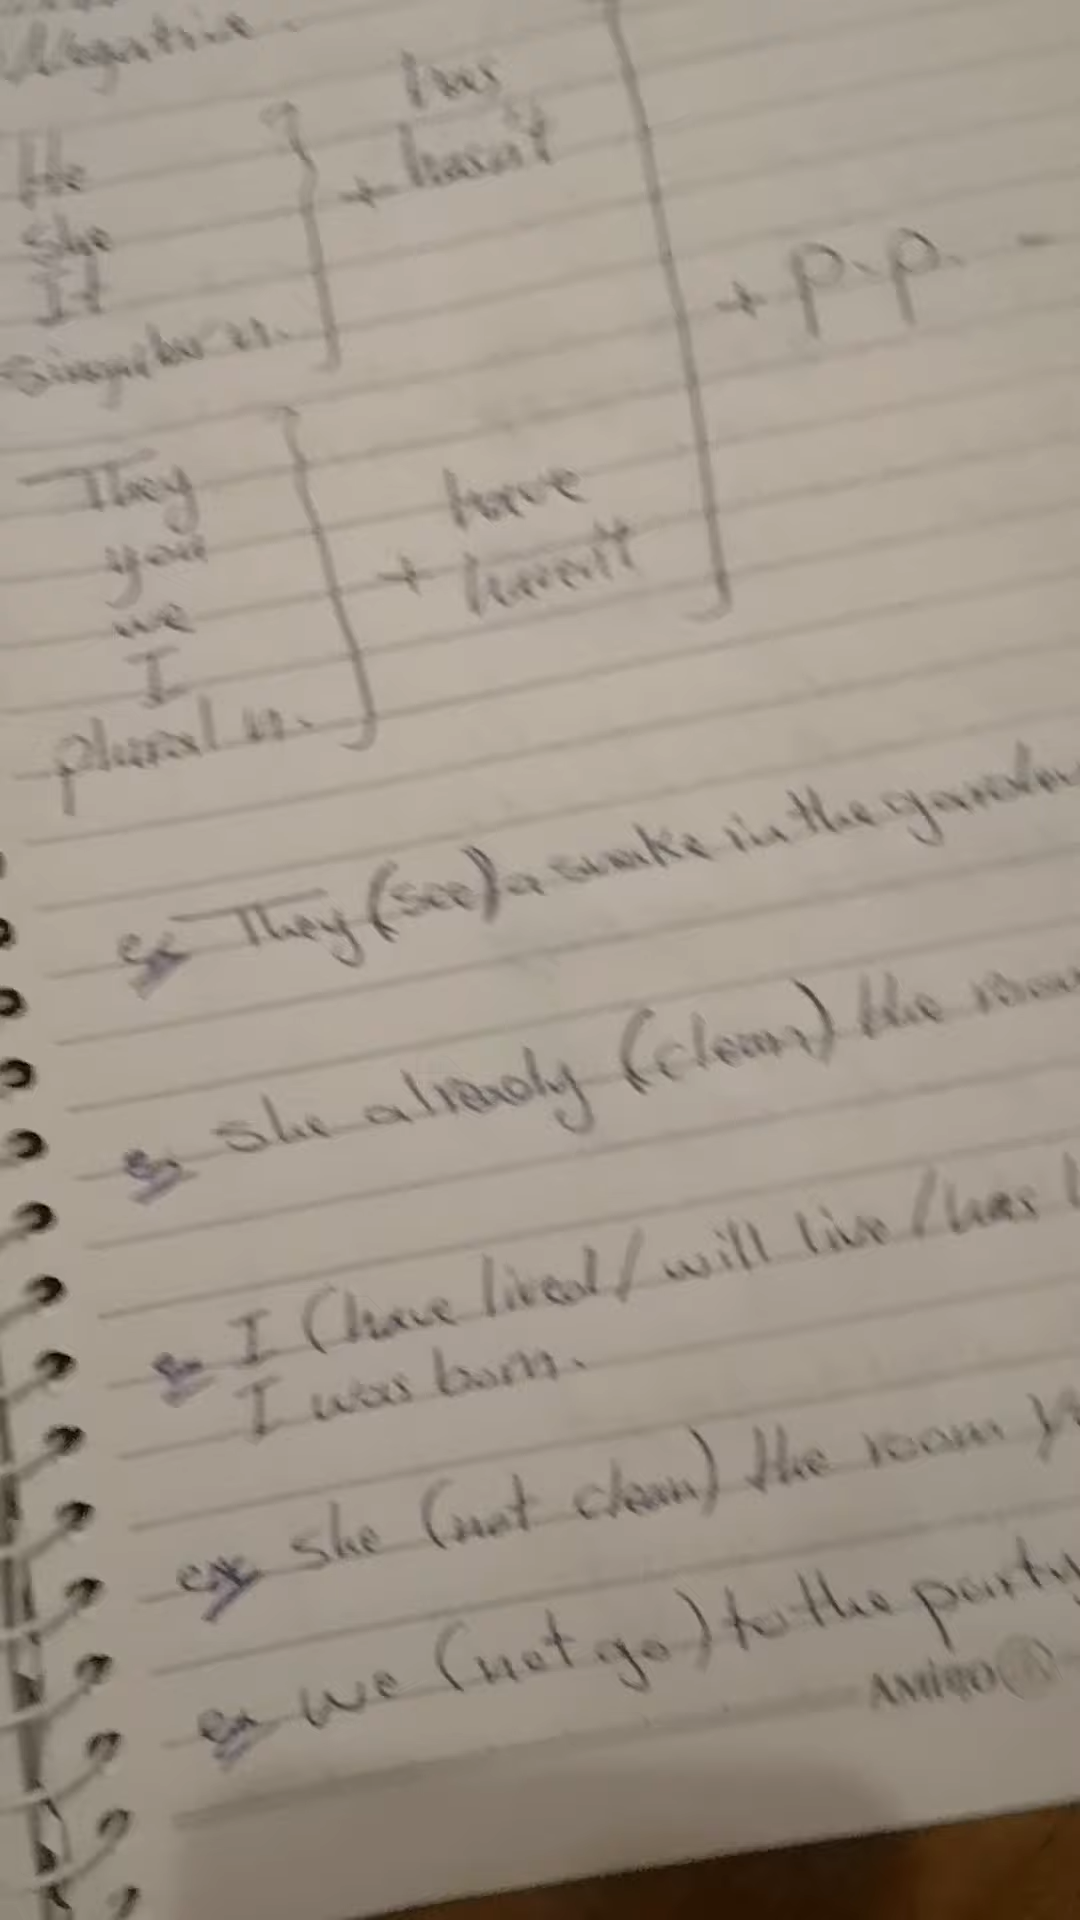 Negative.
has
He + hasn't
She
It + p.p. -
Singular n.
They have
you + haven't
we
I
plural n.
ex They (see) a snake in the garden
ex she already (clean) the
ex I (have lived / will live / has
I was born.
ex she (not clean) the room
ex we (not go) to the party
AMIGO